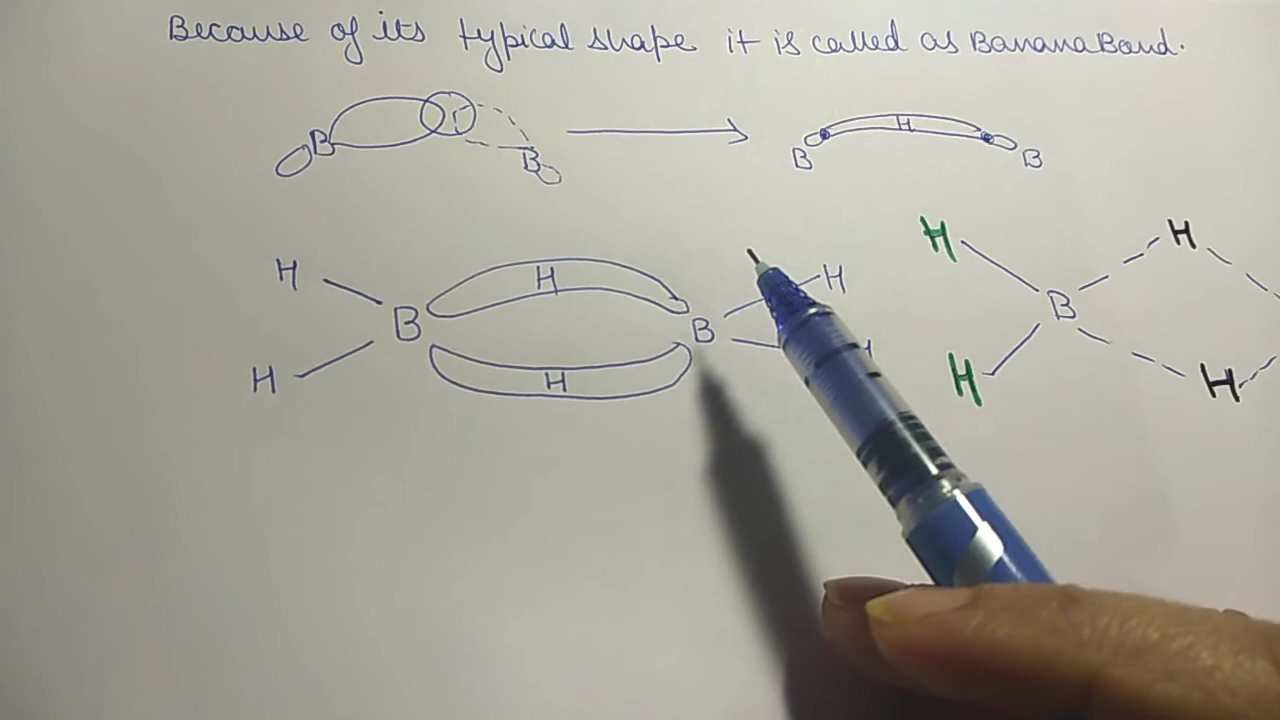 Because of its typical shape it is called as Banana Bond.
B B H B B
H H H H
B B B
H H H H